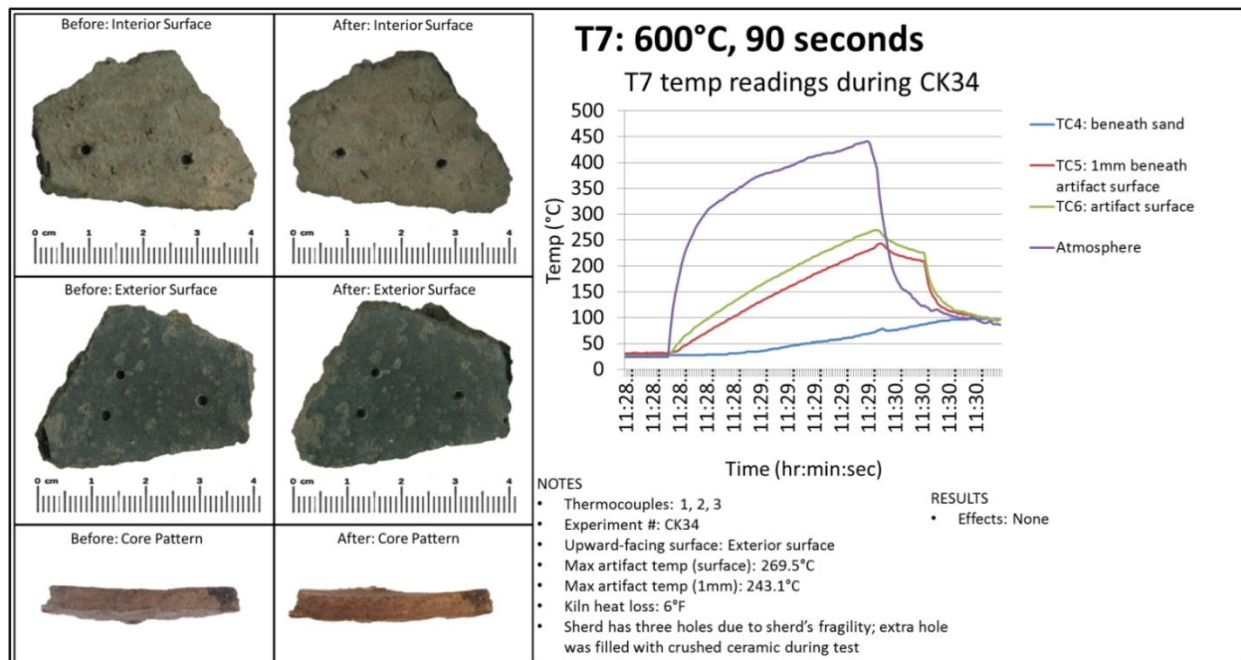 Before: Interior Surface
After: Interior Surface
0 cm 1 2 3 4
0 cm 1 2 3 4
Before: Exterior Surface
After: Exterior Surface
0 cm 1 2 3 4
0 cm 1 2 3 4
Before: Core Pattern
After: Core Pattern
T7: 600°C, 90 seconds
T7 temp readings during CK34
500
450
400
350
300
250
200
150
100
50
0
Temp (°C)
11:28...
11:28...
11:28...
11:28...
11:28...
11:29...
11:29...
11:29...
11:29...
11:29...
11:30...
11:30...
11:30...
11:30...
Time (hr:min:sec)
TC4: beneath sand
TC5: 1mm beneath
artifact surface
TC6: artifact surface
Atmosphere
NOTES
• Thermocouples: 1, 2, 3
• Experiment #: CK34
• Upward-facing surface: Exterior surface
• Max artifact temp (surface): 269.5°C
• Max artifact temp (1mm): 243.1°C
• Kiln heat loss: 6°F
• Sherd has three holes due to sherd's fragility; extra hole
was filled with crushed ceramic during test
RESULTS
• Effects: None